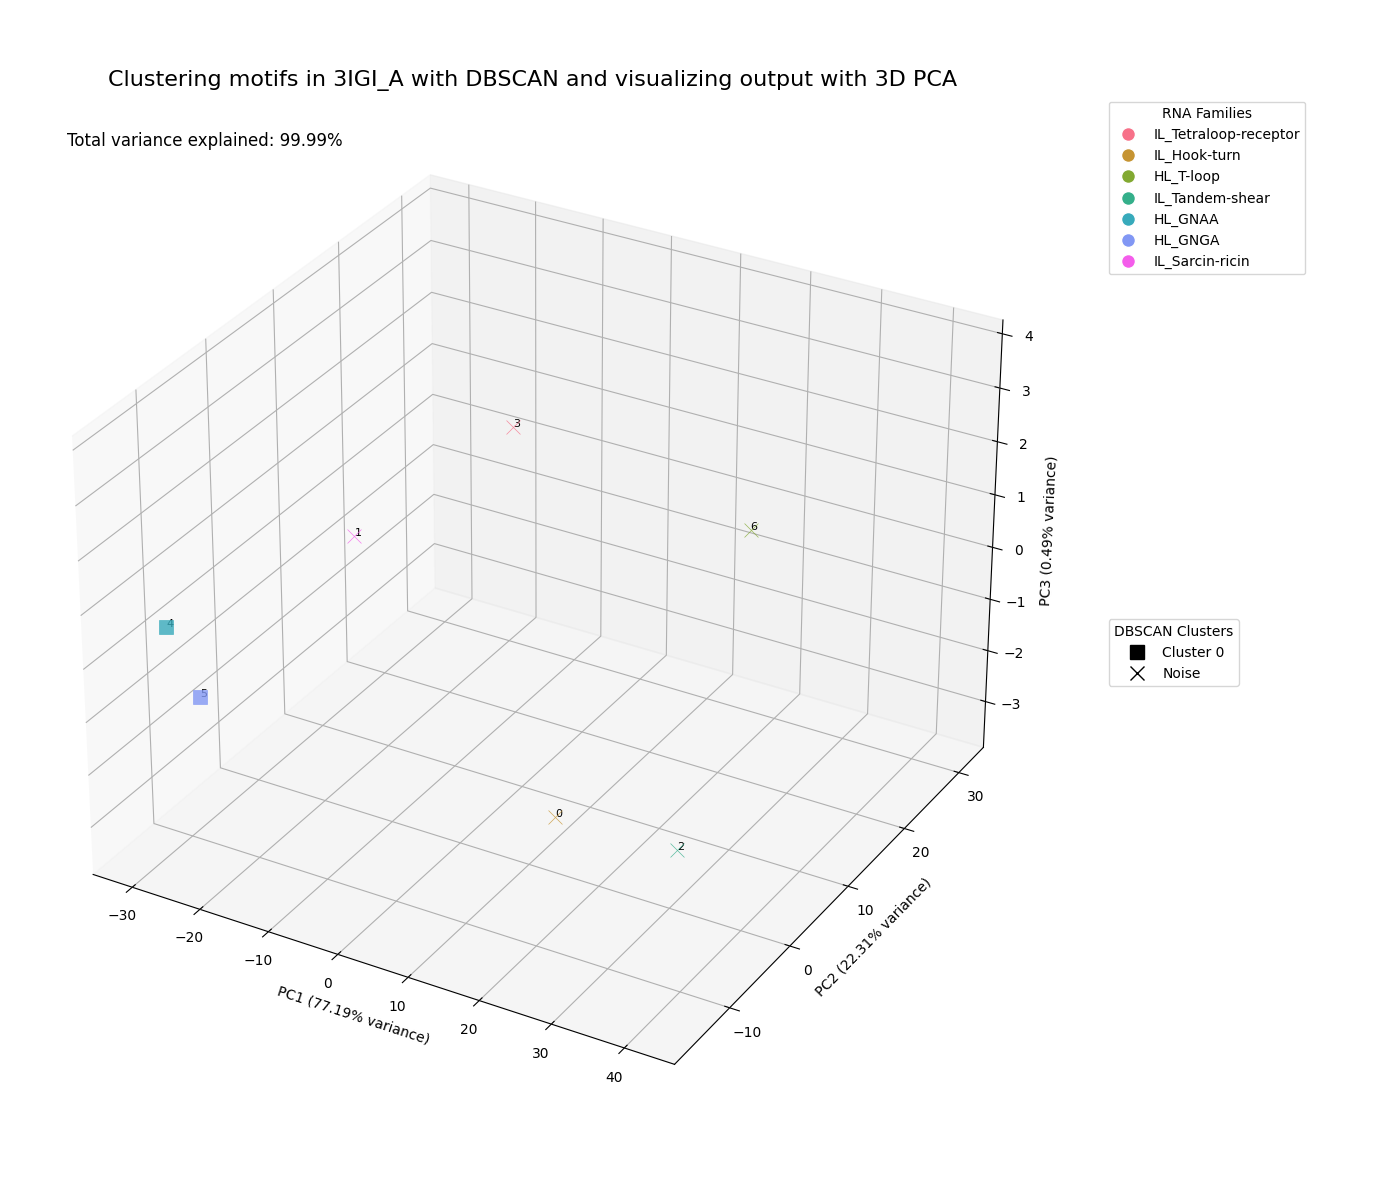 Clustering motifs in 3IGI_A with DBSCAN and visualizing output with 3D PCA
Total variance explained: 99.99%
RNA Families
IL_Tetraloop-receptor
IL_Hook-turn
HL_T-loop
IL_Tandem-shear
HL_GNAA
HL_GNGA
IL_Sarcin-ricin
4
3
2
1
0
−1
−2
−3
PC3 (0.49% variance)
3
6
1
4
5
0
2
DBSCAN Clusters
Cluster 0
Noise
30
20
10
0
−10
PC2 (22.31% variance)
−30
−20
−10
0
10
20
30
40
PC1 (77.19% variance)